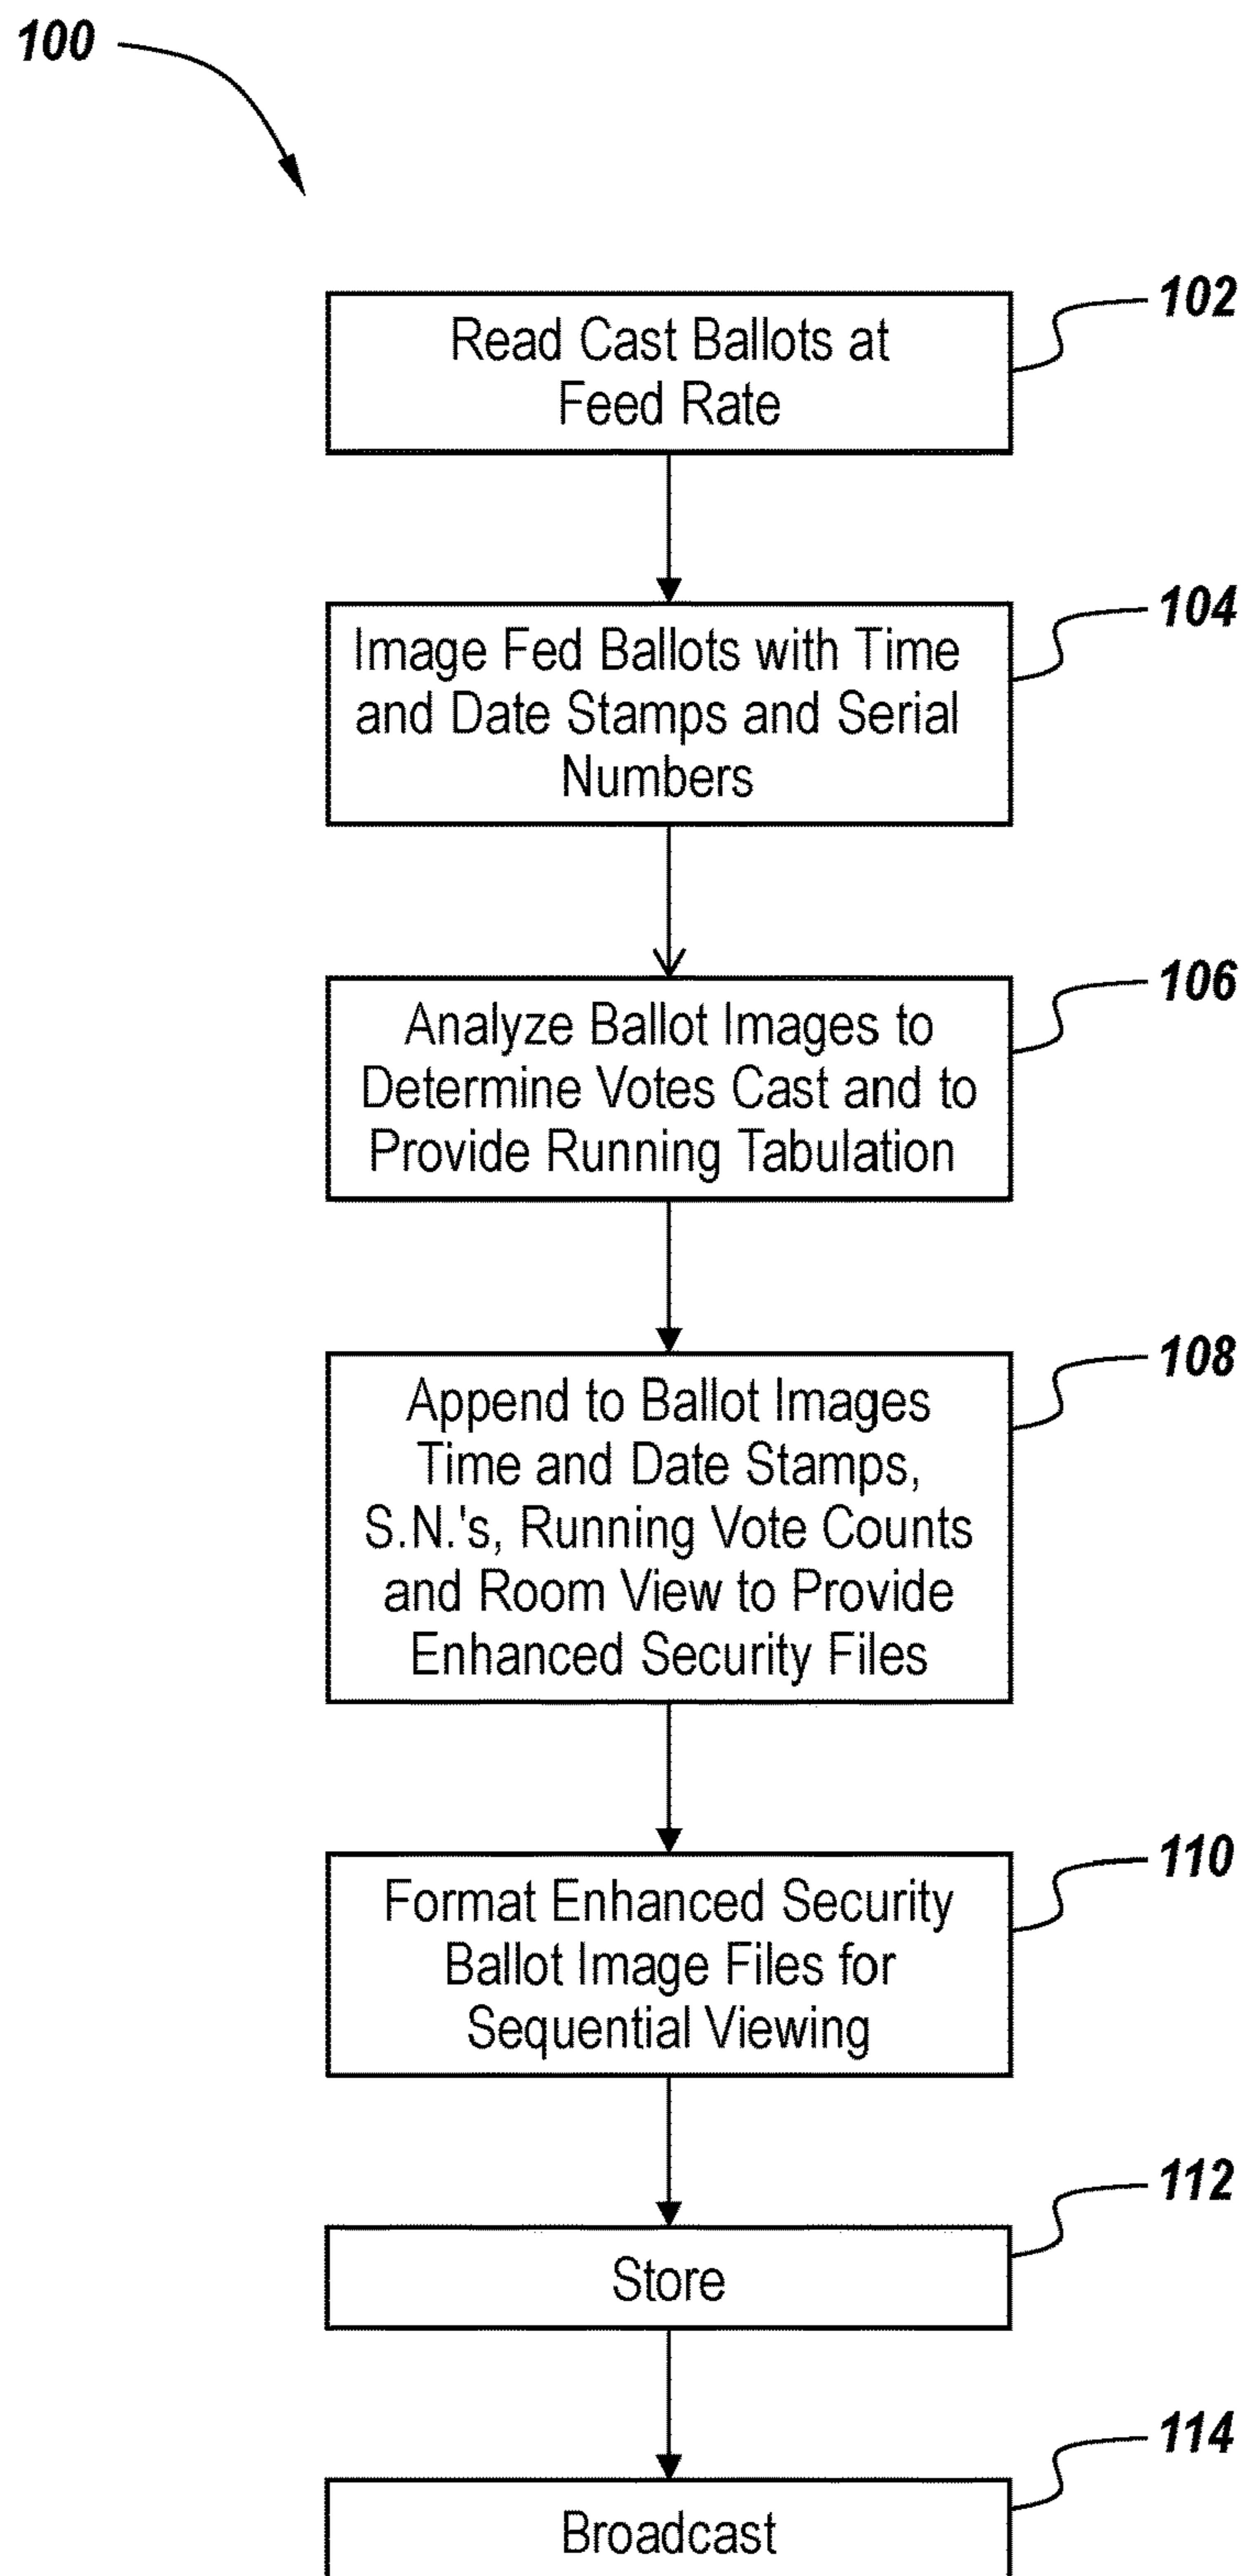 100
102
Read Cast Ballots at
Feed Rate
104
Image Fed Ballots with Time
and Date Stamps and Serial
Numbers
106
Analyze Ballot Images to
Determine Votes Cast and to
Provide Running Tabulation
108
Append to Ballot Images
Time and Date Stamps,
S.N.'s, Running Vote Counts
and Room View to Provide
Enhanced Security Files
110
Format Enhanced Security
Ballot Image Files for
Sequential Viewing
112
Store
114
Broadcast